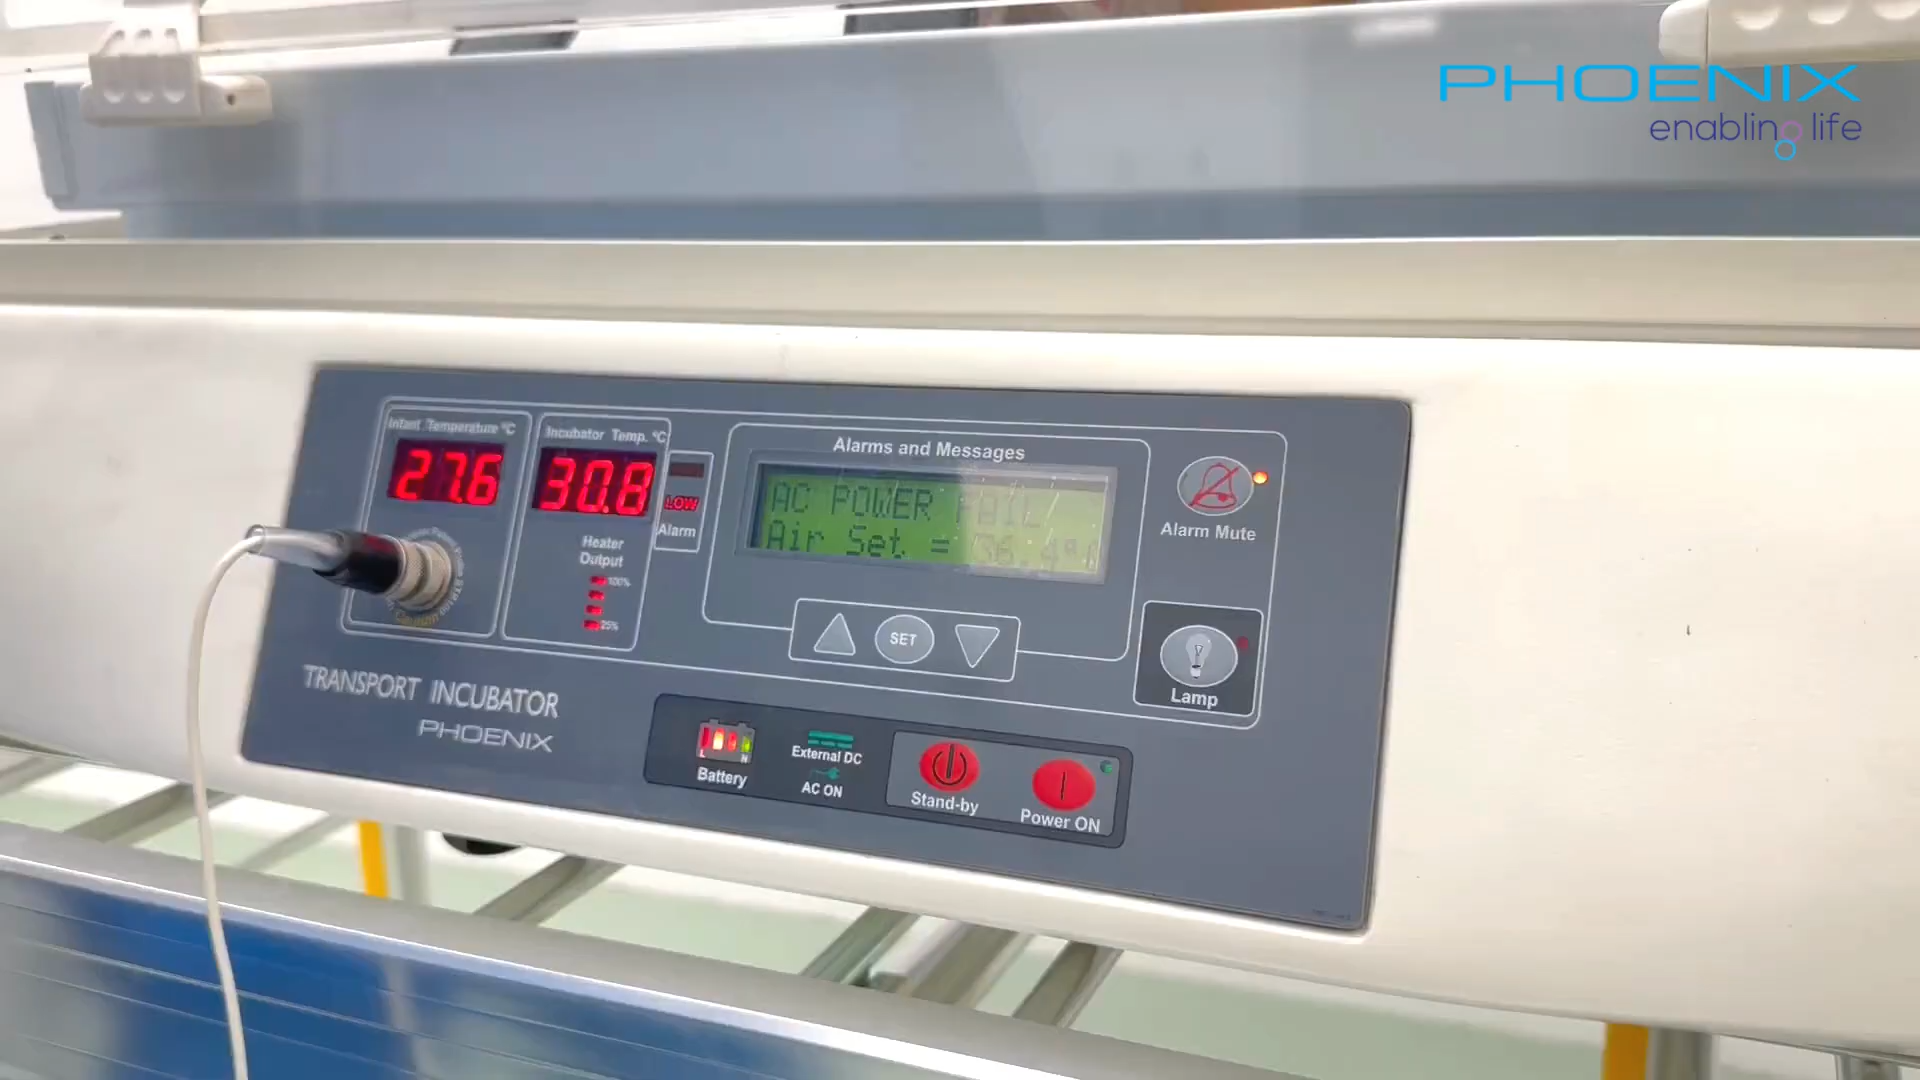 PHOENIX
enabling life
Infant Temperature °C
27.6
Incubator Temp. °C
30.8
LOW
Alarm
Heater
Output
100%
25%
Alarms and Messages
AC POWER FAIL
Air Set = 36.4°
Alarm Mute
SET
Lamp
TRANSPORT INCUBATOR
PHOENIX
L N
Battery
External DC
AC ON
Stand-by
Power ON